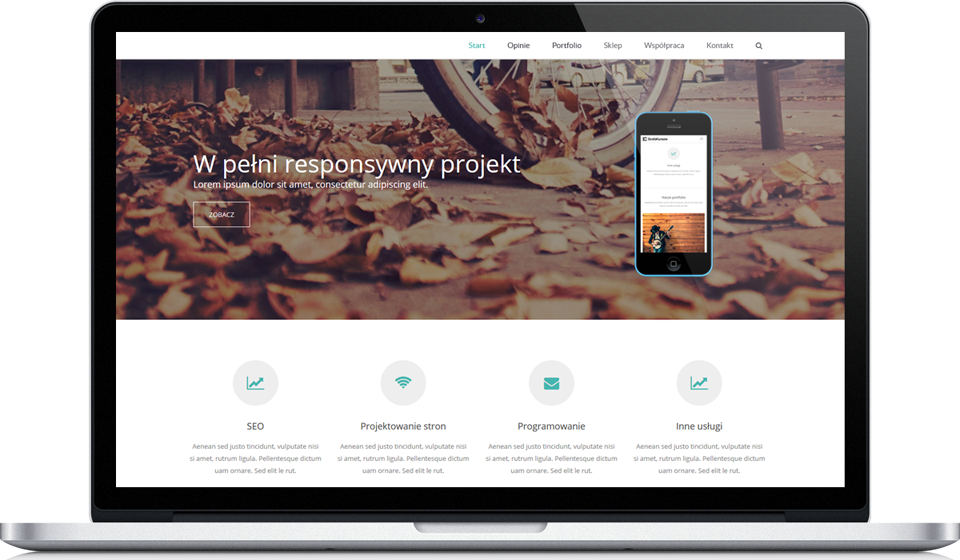 Start Opinie Portfolio Sklep Współpraca Kontakt
W pełni responsywny projekt
Lorem ipsum dolor sit amet, consectetur adipiscing elit.
ZOBACZ
SEO
Aenean sed justo tincidunt, vulputate nisi
si amet, rutrum ligula. Pellentesque dictum
uam ornare. Sed elit le rut.
Projektowanie stron
Aenean sed justo tincidunt, vulputate nisi
si amet, rutrum ligula. Pellentesque dictum
uam ornare. Sed elit le rut.
Programowanie
Aenean sed justo tincidunt, vulputate nisi
si amet, rutrum ligula. Pellentesque dictum
uam ornare. Sed elit le rut.
Inne usługi
Aenean sed justo tincidunt, vulputate nisi
si amet, rutrum ligula. Pellentesque dictum
uam ornare. Sed elit le rut.